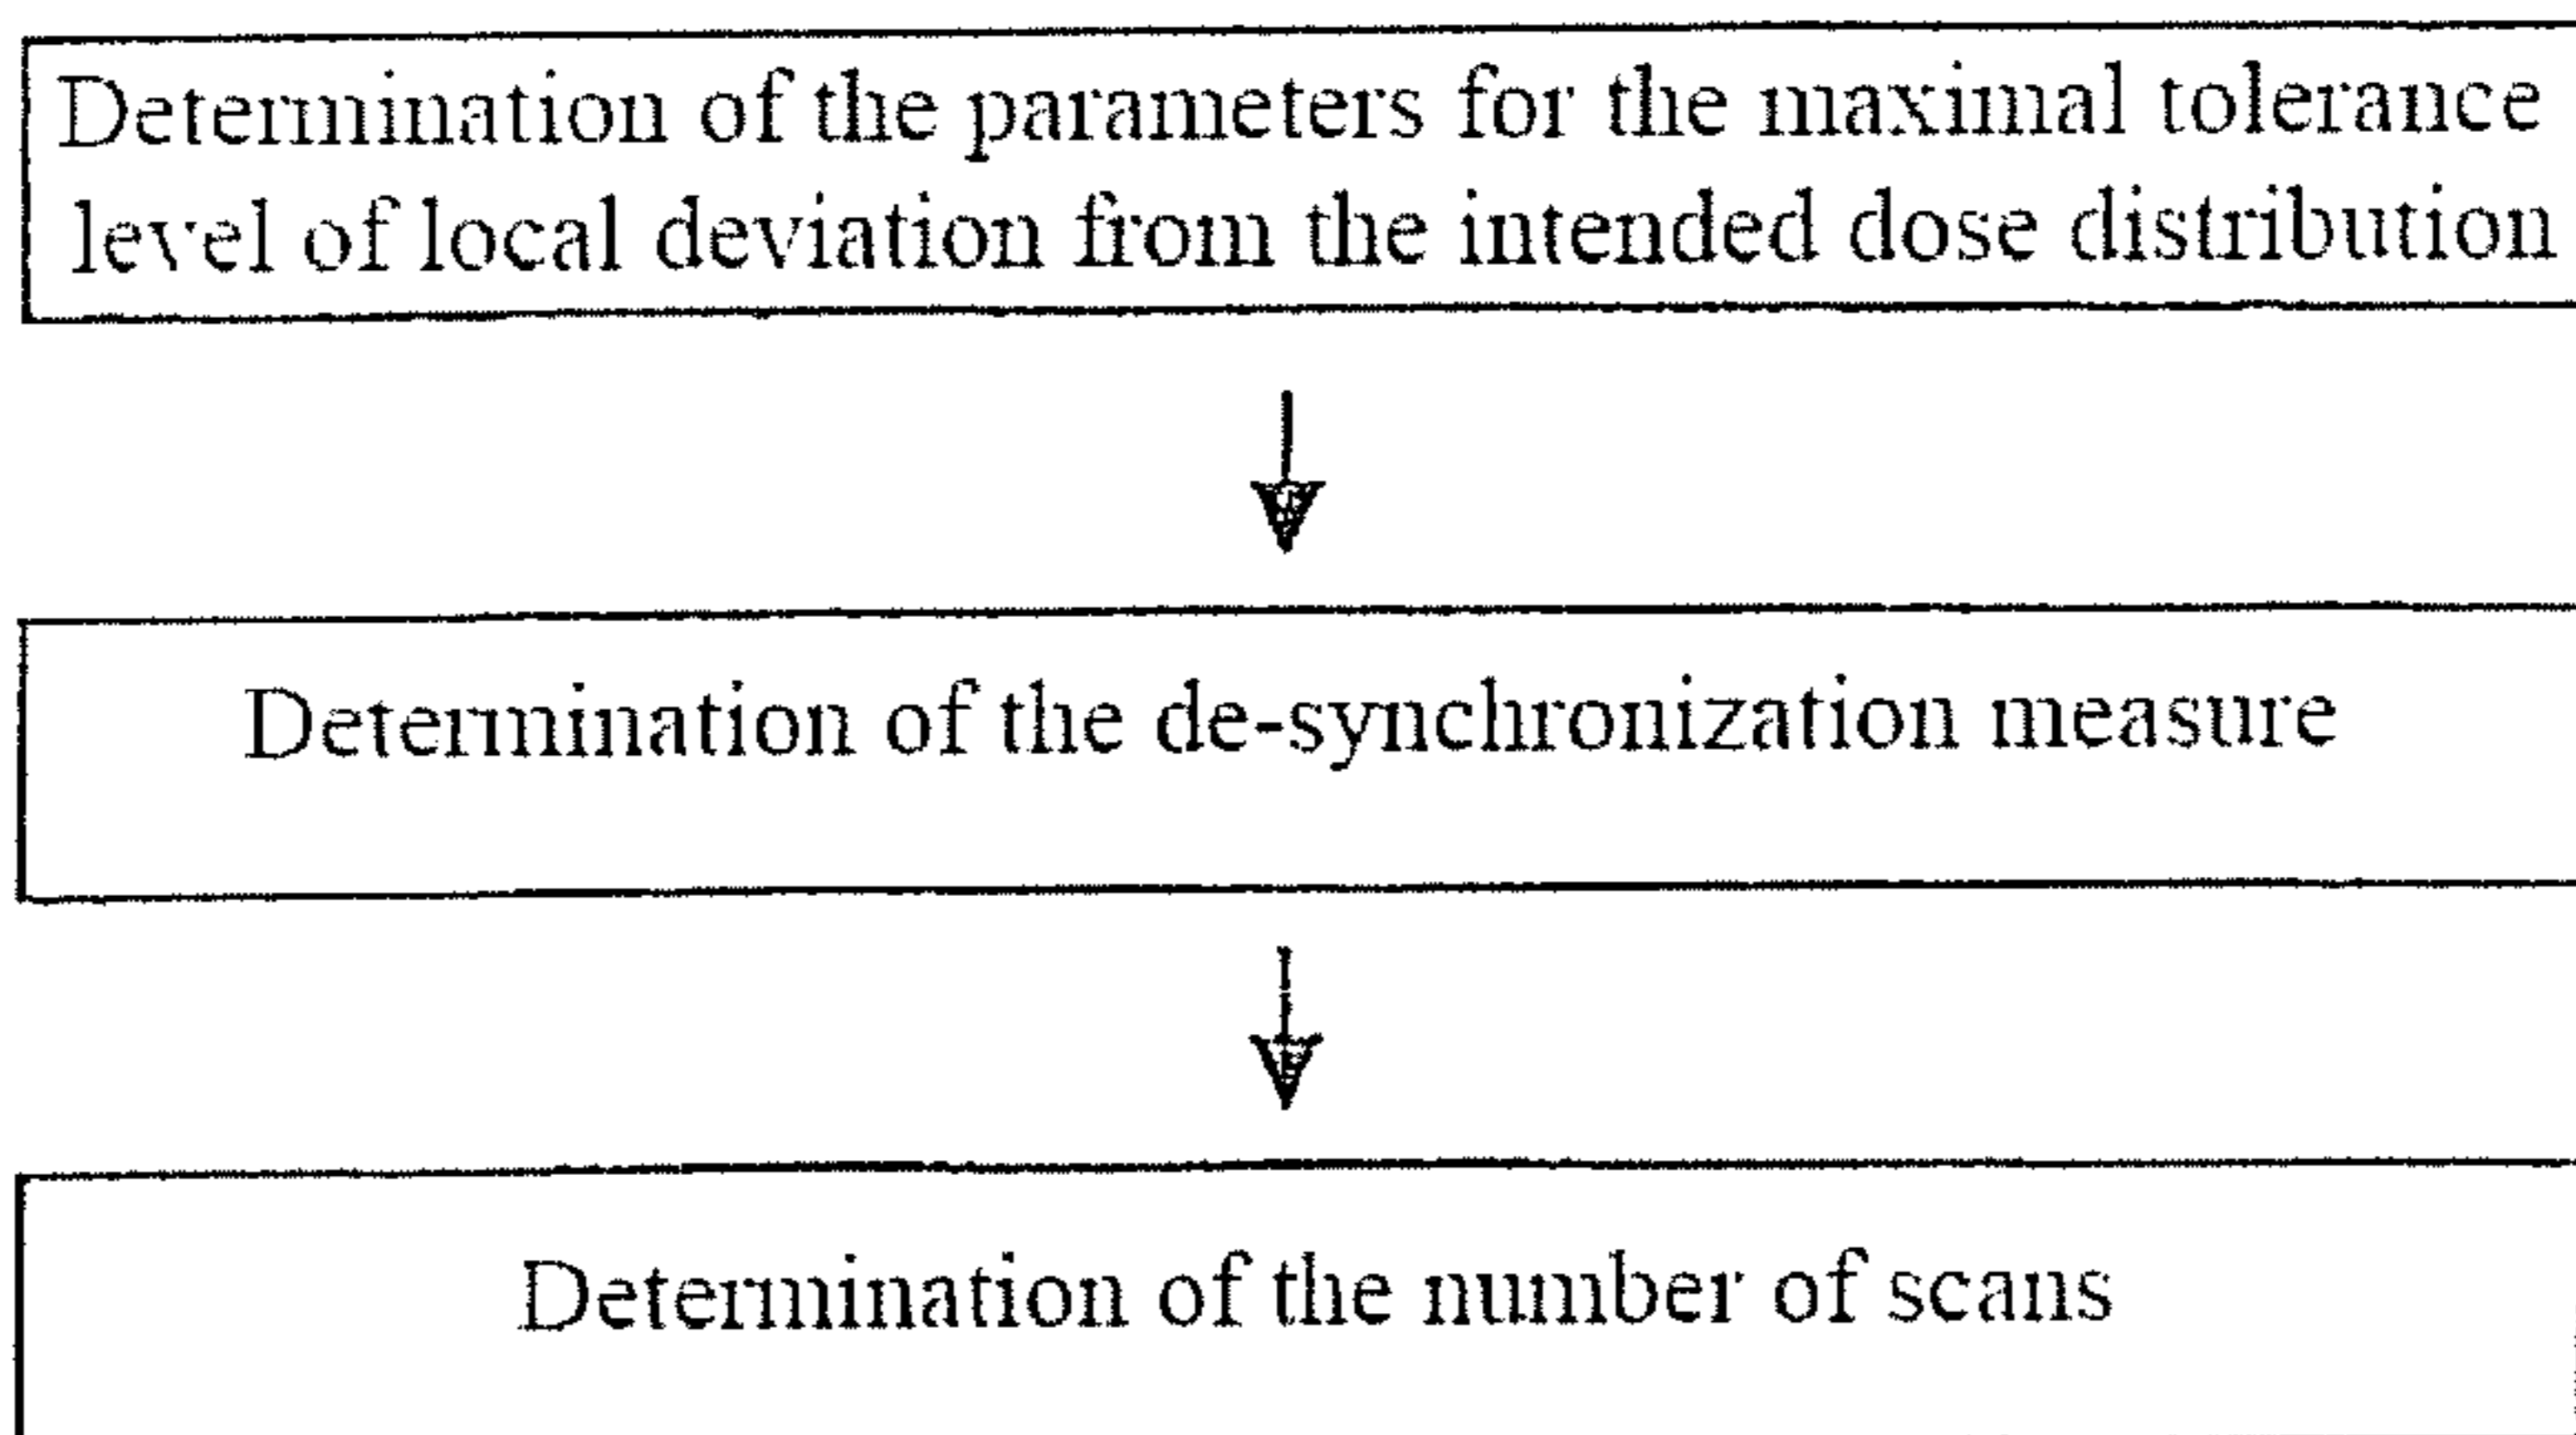 Determination of the parameters for the maximal tolerance
level of local deviation from the intended dose distribution
Determination of the de-synchronization measure
Determination of the number of scans